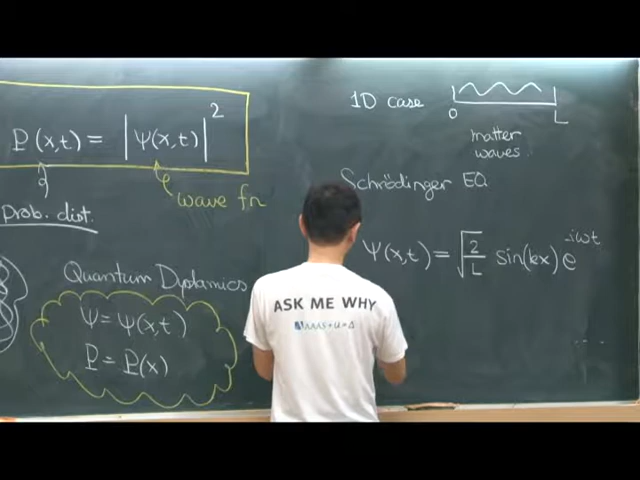 P(x,t) = |Ψ(x,t)|²
wave fn
Prob. dist.
Quantum Dynamics
Ψ = Ψ(x,t)
P = P(x)
1D case
0 L
matter
waves
Schrödinger EQ
Ψ(x,t) = √(2/L) sin(kx) e^-iωt
ASK ME WHY